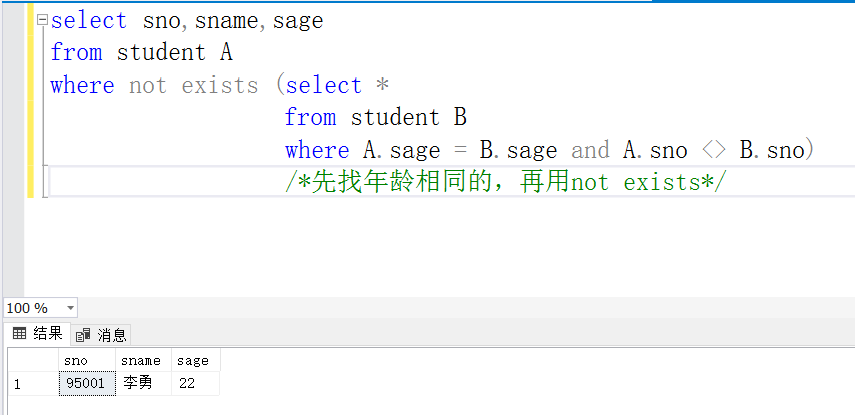 select sno,sname,sage
from student A
where not exists (select *
from student B
where A.sage = B.sage and A.sno <> B.sno)
/*先找年龄相同的，再用not exists*/
100 %
结果 消息
sno sname sage
1 95001 李勇 22